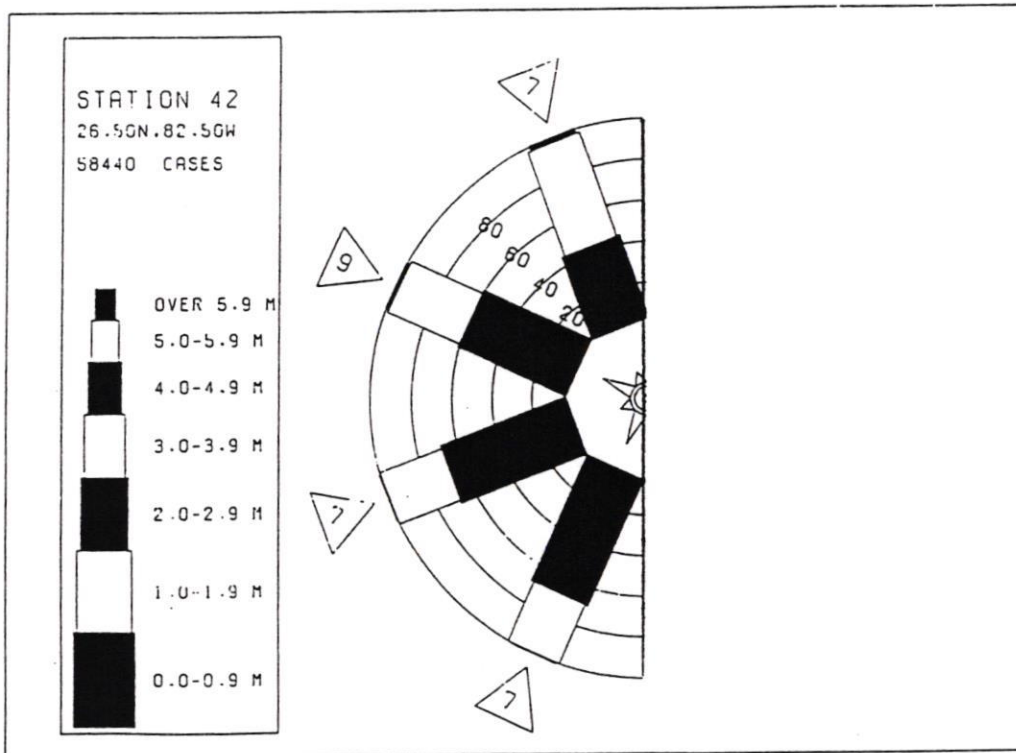 STATION 42
26.50N.82.50W
58440 CASES
OVER 5.9 M
5.0-5.9 M
4.0-4.9 M
3.0-3.9 M
2.0-2.9 M
1.0-1.9 M
0.0-0.9 M
7
9
80
60
40
20
7
7